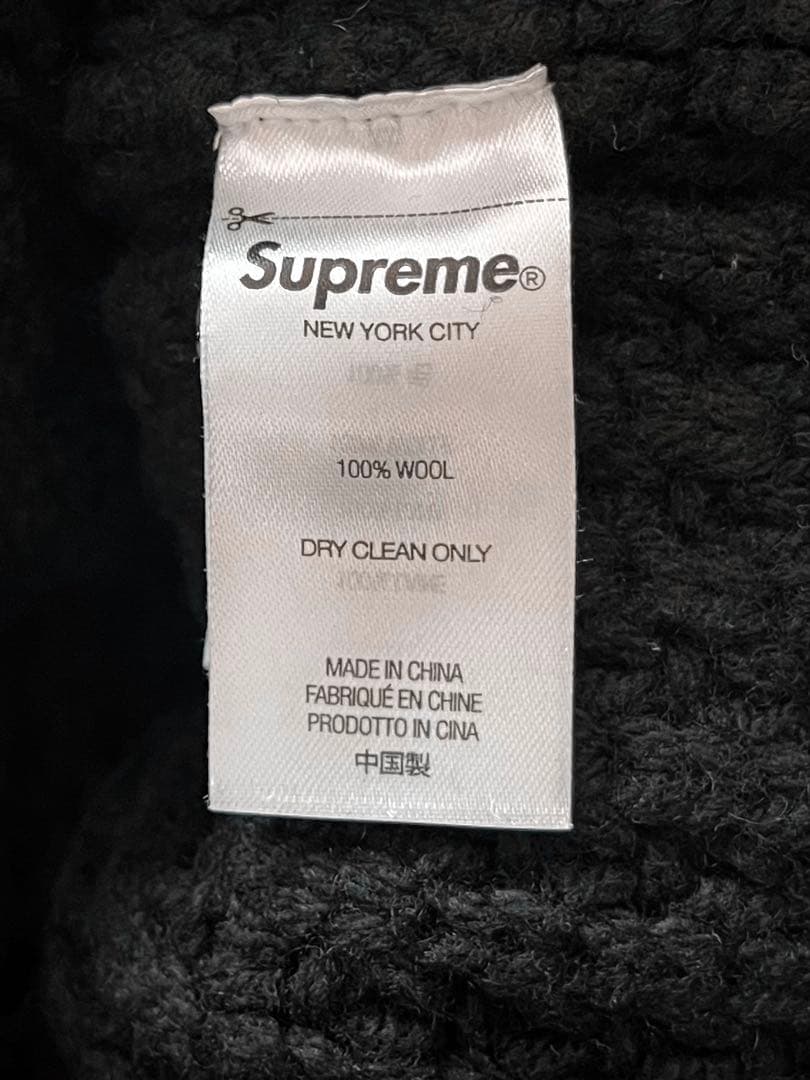 Supreme®
NEW YORK CITY
100% WOOL
DRY CLEAN ONLY
MADE IN CHINA
FABRIQUÉ EN CHINE
PRODOTTO IN CINA
中国製